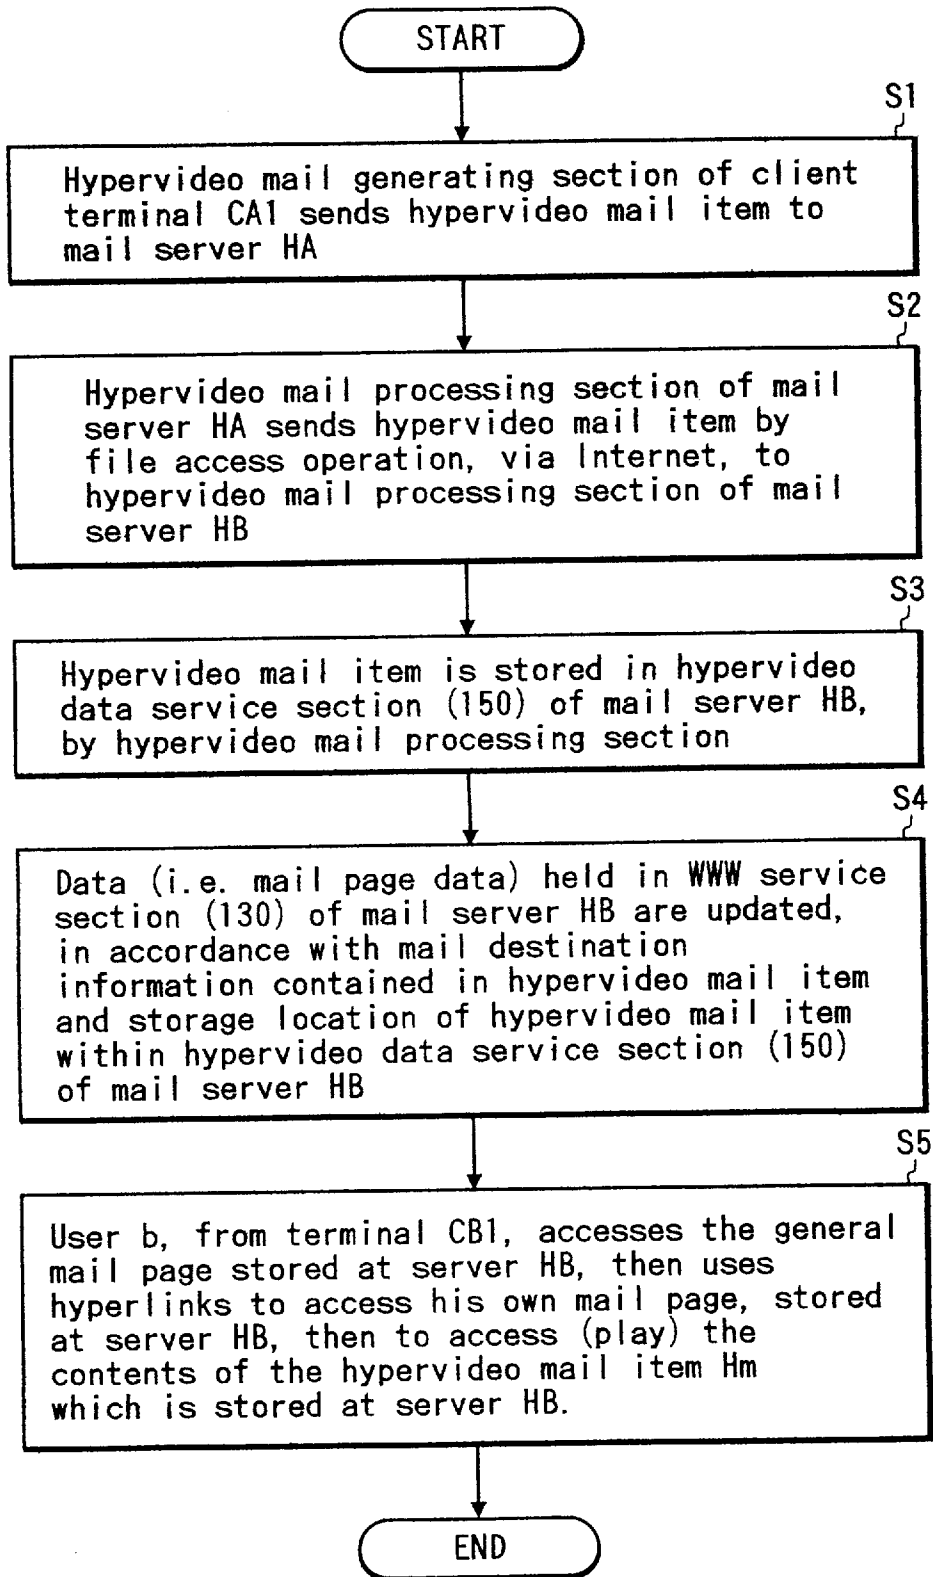 START
S1
Hypervideo mail generating section of client
terminal CA1 sends hypervideo mail item to
mail server HA
S2
Hypervideo mail processing section of mail
server HA sends hypervideo mail item by
file access operation, via Internet, to
hypervideo mail processing section of mail
server HB
S3
Hypervideo mail item is stored in hypervideo
data service section (150) of mail server HB,
by hypervideo mail processing section
S4
Data (i.e. mail page data) held in WWW service
section (130) of mail server HB are updated,
in accordance with mail destination
information contained in hypervideo mail item
and storage location of hypervideo mail item
within hypervideo data service section (150)
of mail server HB
S5
User b, from terminal CB1, accesses the general
mail page stored at server HB, then uses
hyperlinks to access his own mail page, stored
at server HB, then to access (play) the
contents of the hypervideo mail item Hm
which is stored at server HB.
END